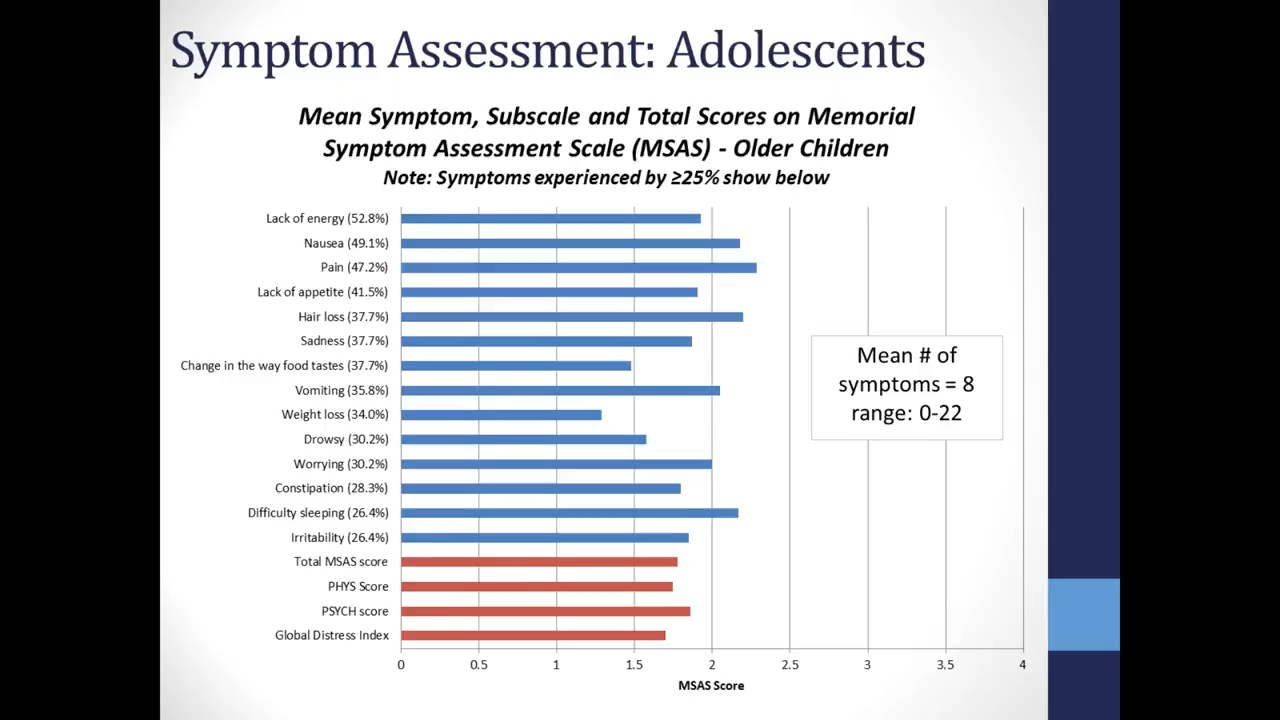 Symptom Assessment: Adolescents
Mean Symptom, Subscale and Total Scores on Memorial
Symptom Assessment Scale (MSAS) - Older Children
Note: Symptoms experienced by ≥25% show below
Lack of energy (52.8%)
Nausea (49.1%)
Pain (47.2%)
Lack of appetite (41.5%)
Hair loss (37.7%)
Sadness (37.7%)
Change in the way food tastes (37.7%)
Vomiting (35.8%)
Weight loss (34.0%)
Drowsy (30.2%)
Worrying (30.2%)
Constipation (28.3%)
Difficulty sleeping (26.4%)
Irritability (26.4%)
Total MSAS score
PHYS Score
PSYCH score
Global Distress Index
Mean # of
symptoms = 8
range: 0-22
0 0.5 1 1.5 2 2.5 3 3.5 4
MSAS Score